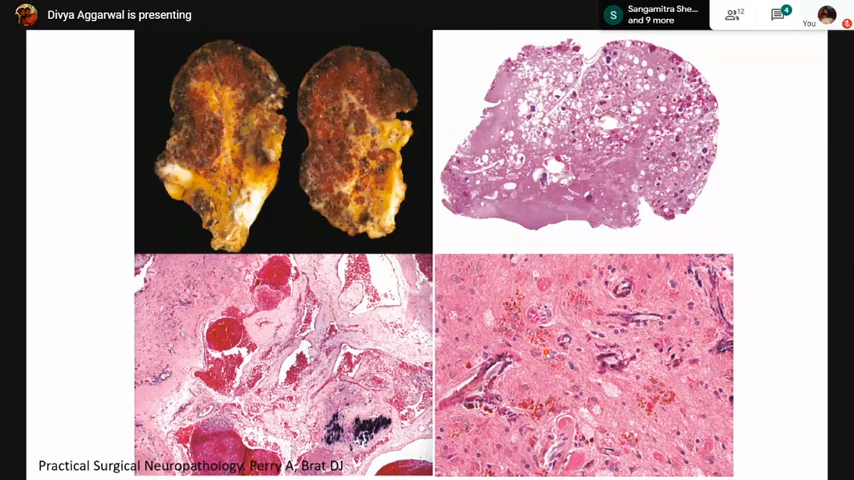 Divya Aggarwal is presenting
S
Sangamitra She...
and 9 more
12
4
You
Practical Surgical Neuropathology. Perry A, Brat DJ